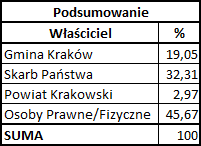 Podsumowanie
Właściciel %
Gmina Kraków 19,05
Skarb Państwa 32,31
Powiat Krakowski 2,97
Osoby Prawne/Fizyczne 45,67
SUMA 100